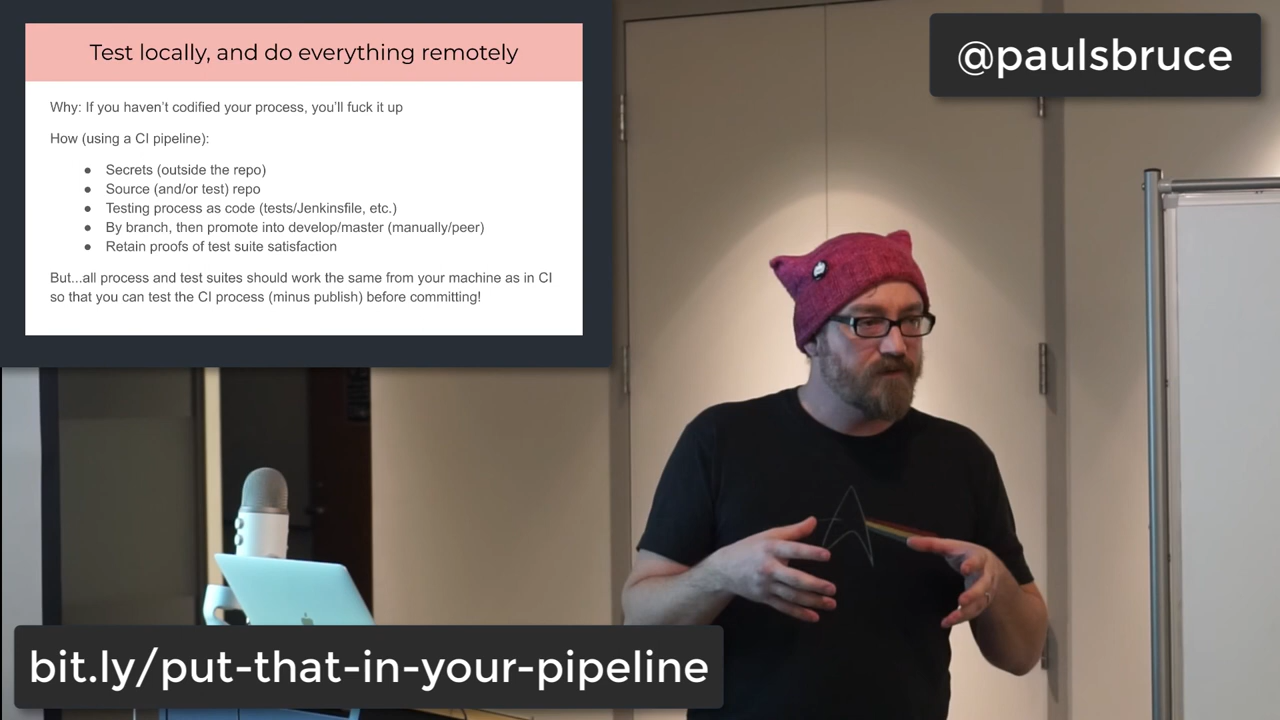 Test locally, and do everything remotely
Why: If you haven't codified your process, you'll fuck it up
How (using a CI pipeline):
● Secrets (outside the repo)
● Source (and/or test) repo
● Testing process as code (tests/Jenkinsfile, etc.)
● By branch, then promote into develop/master (manually/peer)
● Retain proofs of test suite satisfaction
But...all process and test suites should work the same from your machine as in CI
so that you can test the CI process (minus publish) before committing!
@paulsbruce
bit.ly/put-that-in-your-pipeline